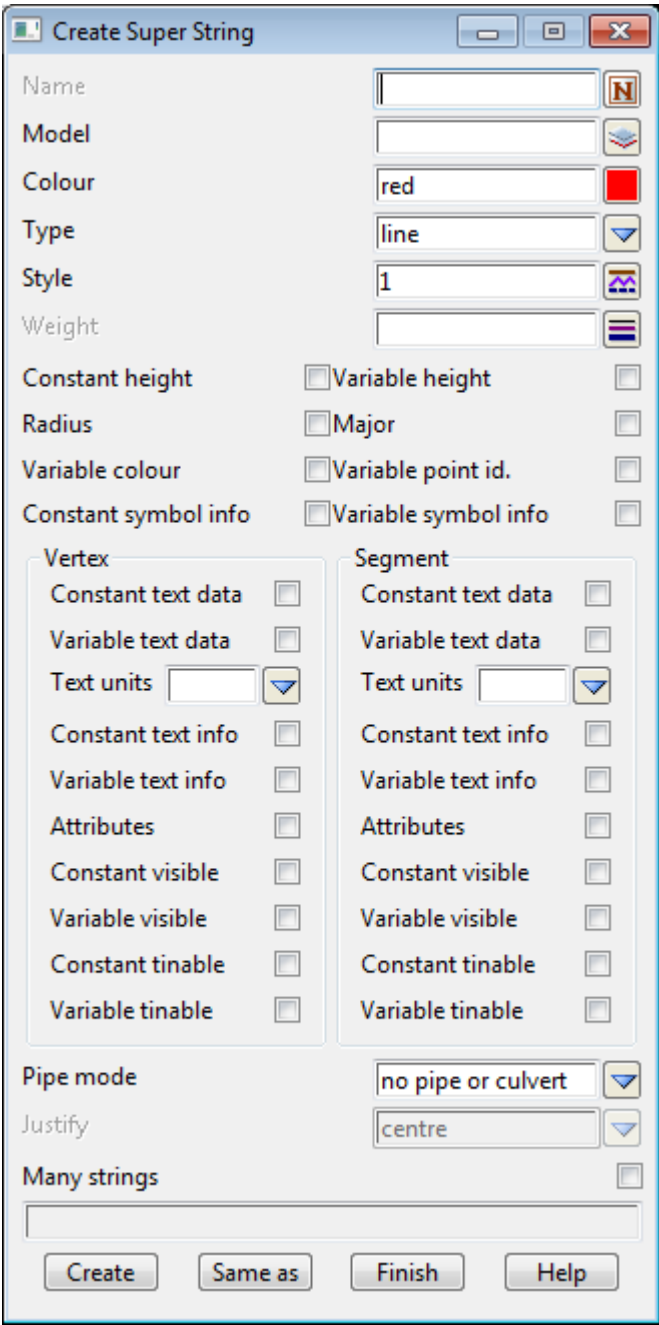 Create Super String
Name N
Model
Colour red
Type line
Style 1
Weight
Constant height Variable height
Radius Major
Variable colour Variable point id.
Constant symbol info Variable symbol info
Vertex Segment
Constant text data Constant text data
Variable text data Variable text data
Text units Text units
Constant text info Constant text info
Variable text info Variable text info
Attributes Attributes
Constant visible Constant visible
Variable visible Variable visible
Constant tinable Constant tinable
Variable tinable Variable tinable
Pipe mode no pipe or culvert
Justify centre
Many strings
Create Same as Finish Help